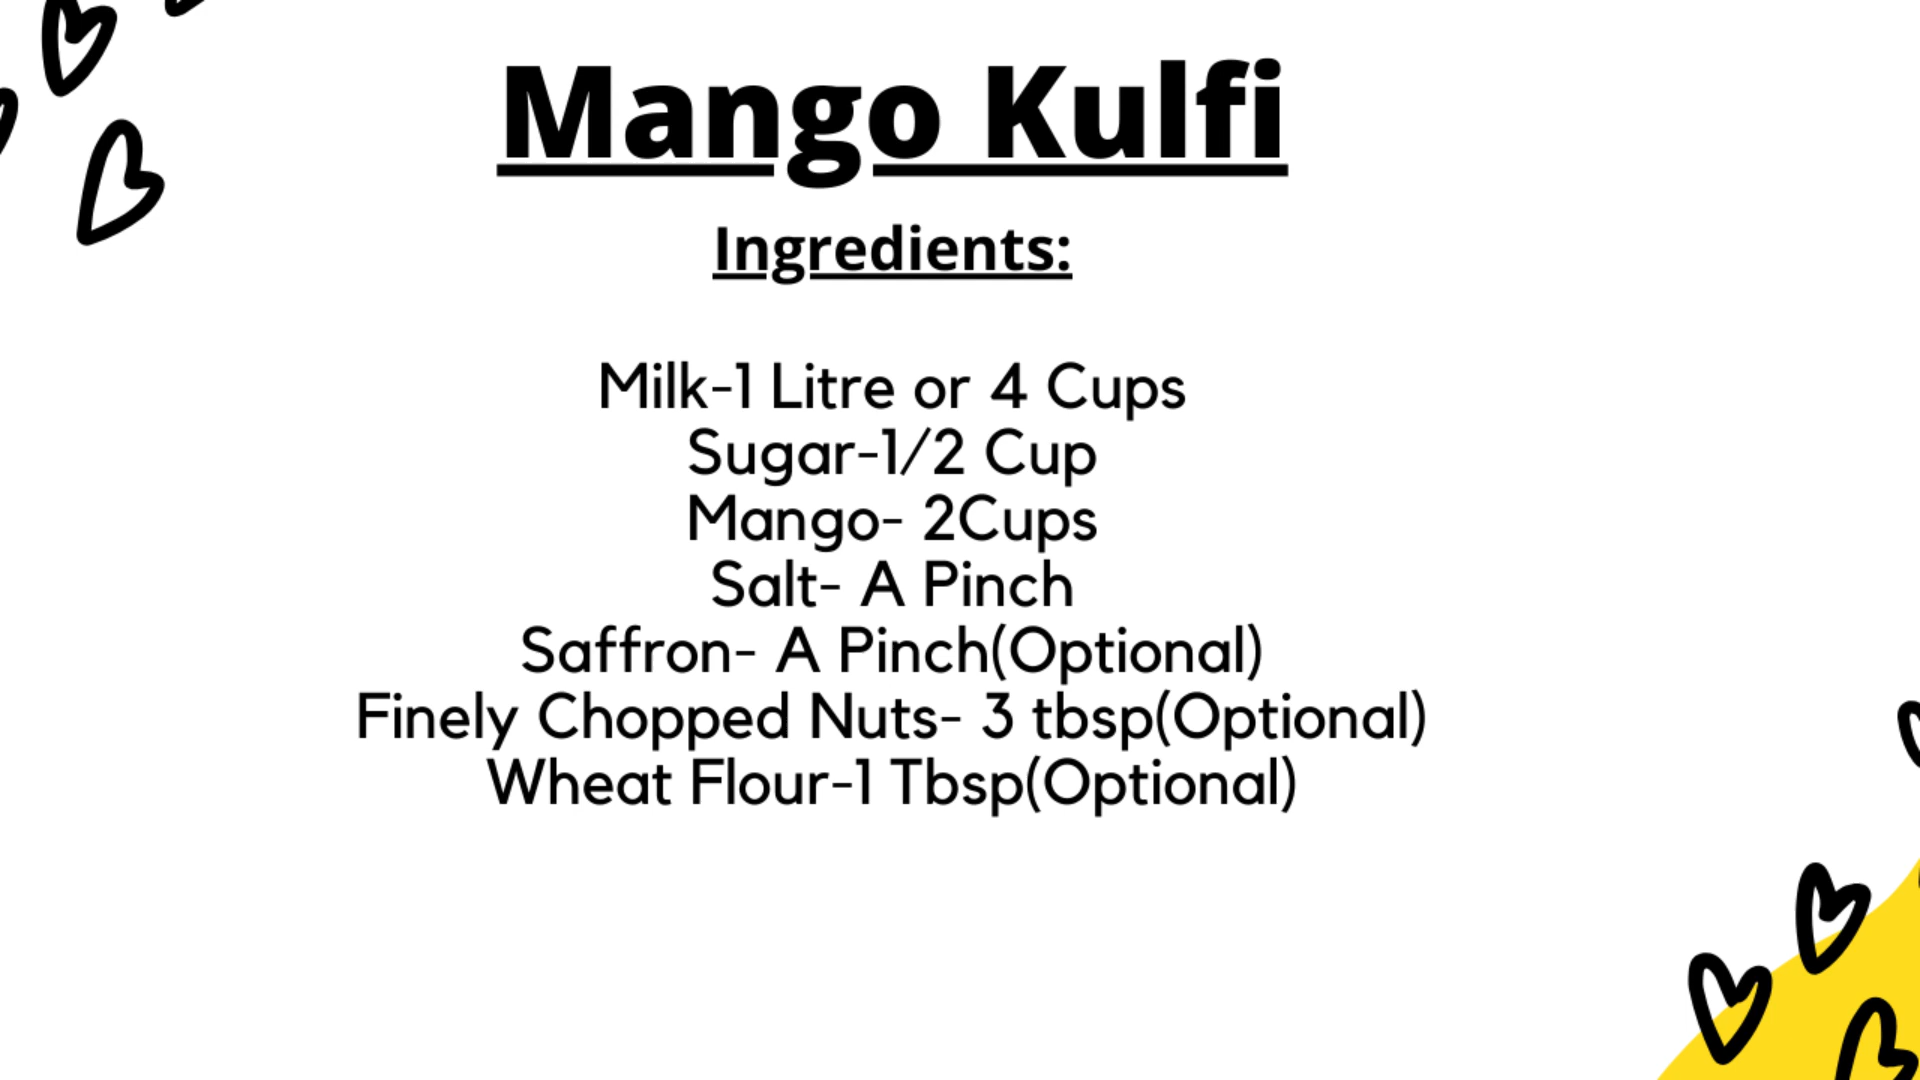 Mango Kulfi
Ingredients:
Milk-1 Litre or 4 Cups
Sugar-1/2 Cup
Mango- 2Cups
Salt- A Pinch
Saffron- A Pinch(Optional)
Finely Chopped Nuts- 3 tbsp(Optional)
Wheat Flour-1 Tbsp(Optional)